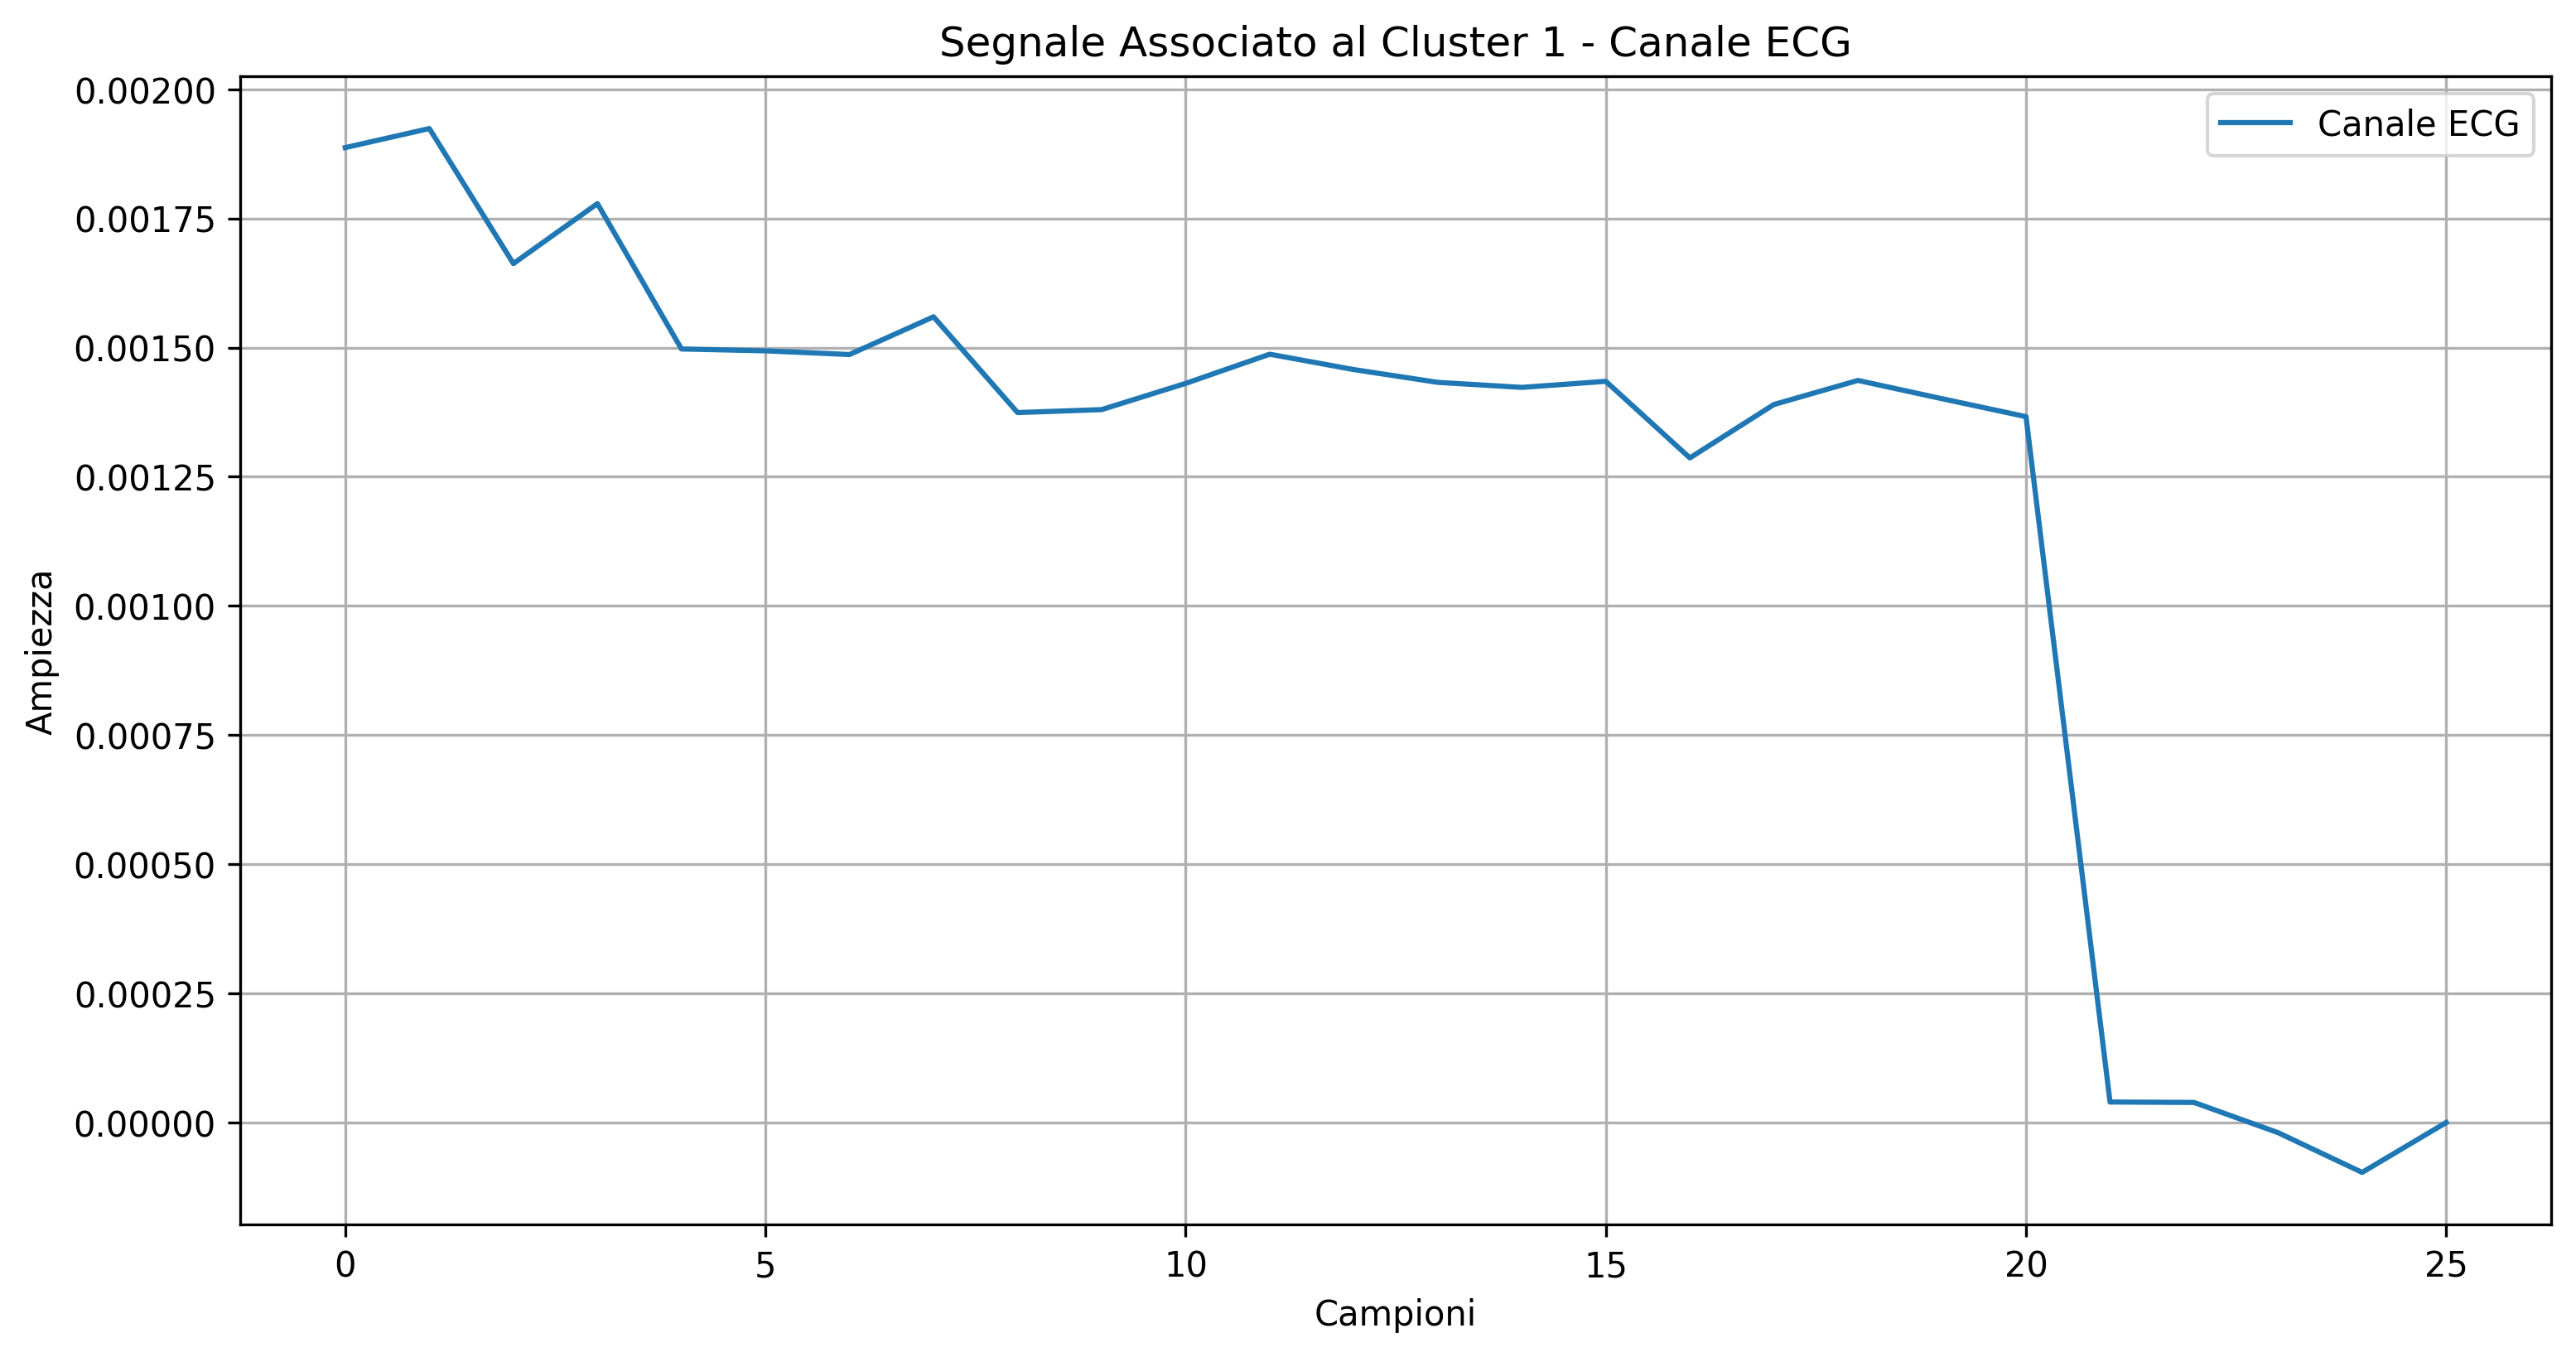 Segnale Associato al Cluster 1 - Canale ECG
Canale ECG
0.00200
0.00175
0.00150
0.00125
0.00100
0.00075
0.00050
0.00025
0.00000
Ampiezza
0 5 10 15 20 25
Campioni